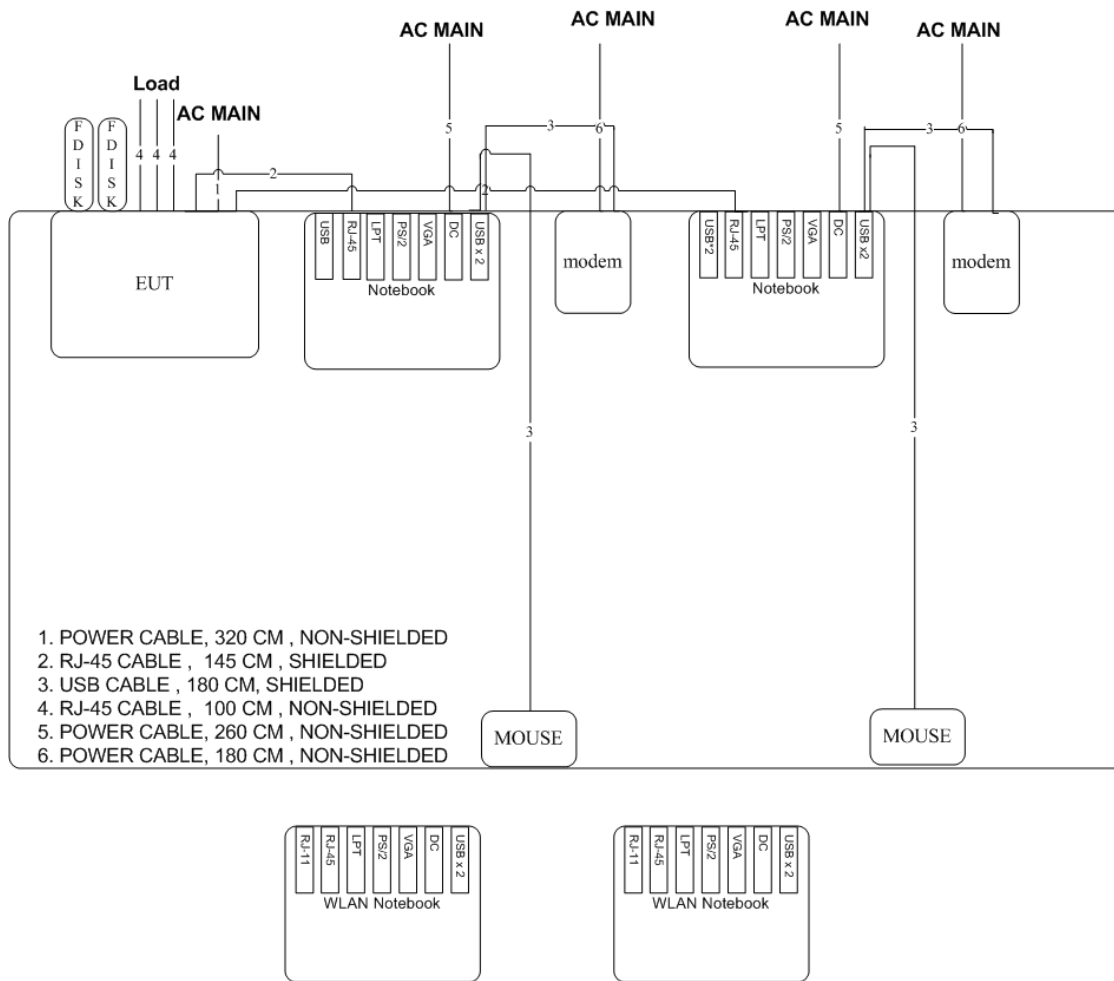 AC MAIN
AC MAIN
AC MAIN
AC MAIN
Load
AC MAIN
FDISK
FDISK
4
4
4
2
5
3
6
2
5
3
6
EUT
USB
RJ-45
LPT
PS/2
VGA
DC
USB x 2
Notebook
modem
USB*2
RJ-45
LPT
PS/2
VGA
DC
USB x2
Notebook
modem
3
3
1. POWER CABLE, 320 CM , NON-SHIELDED
2. RJ-45 CABLE , 145 CM , SHIELDED
3. USB CABLE , 180 CM, SHIELDED
4. RJ-45 CABLE , 100 CM , NON-SHIELDED
5. POWER CABLE, 260 CM , NON-SHIELDED
6. POWER CABLE, 180 CM , NON-SHIELDED
MOUSE
MOUSE
RJ-11
RJ-45
LPT
PS/2
VGA
DC
USB x 2
WLAN Notebook
RJ-11
RJ-45
LPT
PS/2
VGA
DC
USB x 2
WLAN Notebook